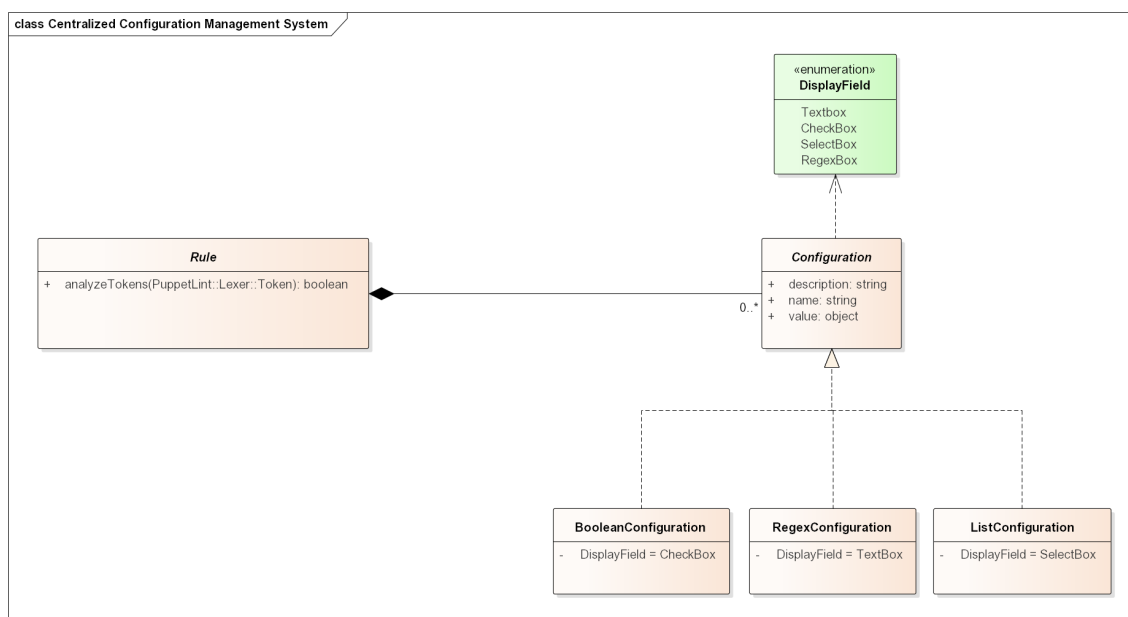 class Centralized Configuration Management System
«enumeration»
DisplayField
Textbox
CheckBox
SelectBox
RegexBox
Rule
+ analyzeTokens(PuppetLint::Lexer::Token): boolean
0..*
Configuration
+ description: string
+ name: string
+ value: object
BooleanConfiguration
- DisplayField = CheckBox
RegexConfiguration
- DisplayField = TextBox
ListConfiguration
- DisplayField = SelectBox